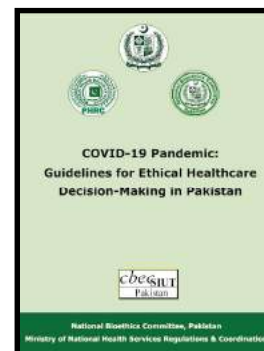 PHRC
COVID-19 Pandemic:
Guidelines for Ethical Healthcare
Decision-Making in Pakistan
cbec SIUT
Pakistan
National Bioethics Committee, Pakistan
Ministry of National Health Services Regulations & Coordination